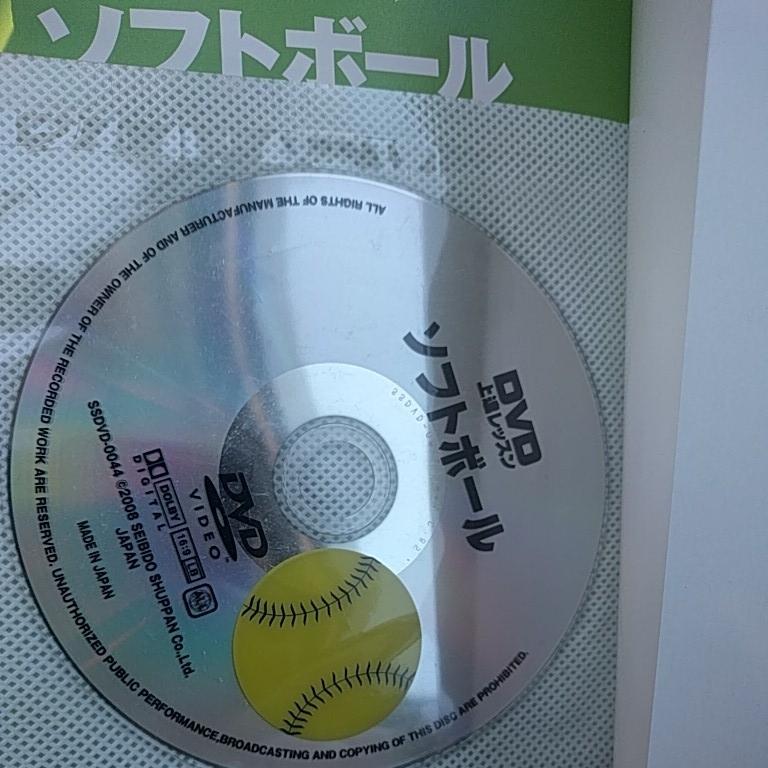 ソフトボール
DVD
上達レッスン
ソフトボール
DVD
VIDEO™
DOLBY
DIGITAL
16:9 LB
ALL
SSDVD-0044 ©2008 SEIBIDO SHUPPAN Co.,Ltd.
JAPAN
MADE IN JAPAN
ALL RIGHTS OF THE MANUFACTURER AND OF THE OWNER OF THE RECORDED WORK ARE RESERVED. UNAUTHORIZED PUBLIC PERFORMANCE,BROADCASTING AND COPYING OF THIS DISC ARE PROHIBITED.